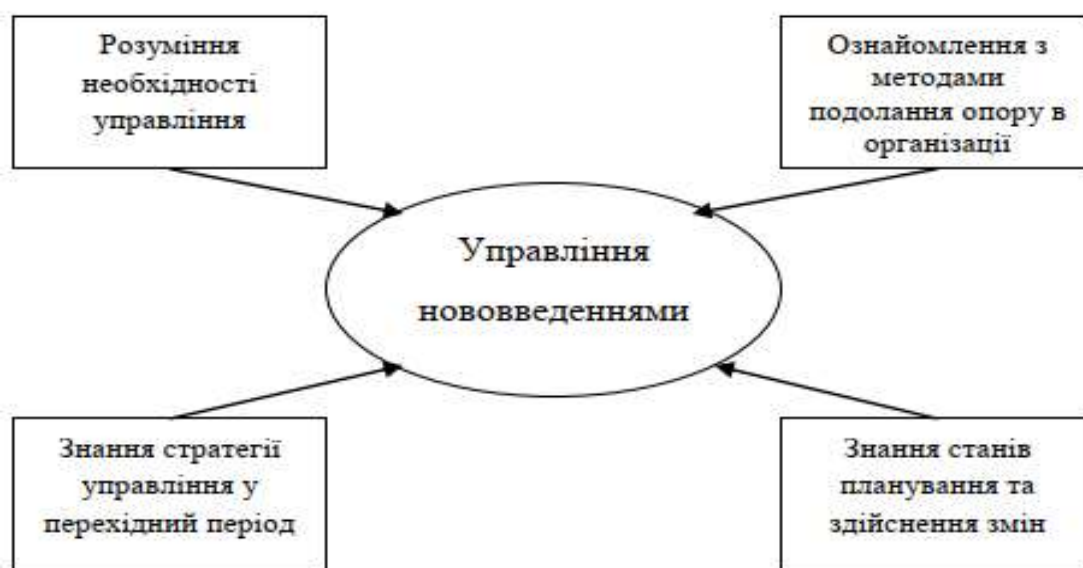 Розуміння
необхідності
управління
Ознайомлення з
методами
подолання опору в
організації
Управління
нововведеннями
Знання стратегії
управління у
перехідний період
Знання станів
планування та
здійснення змін